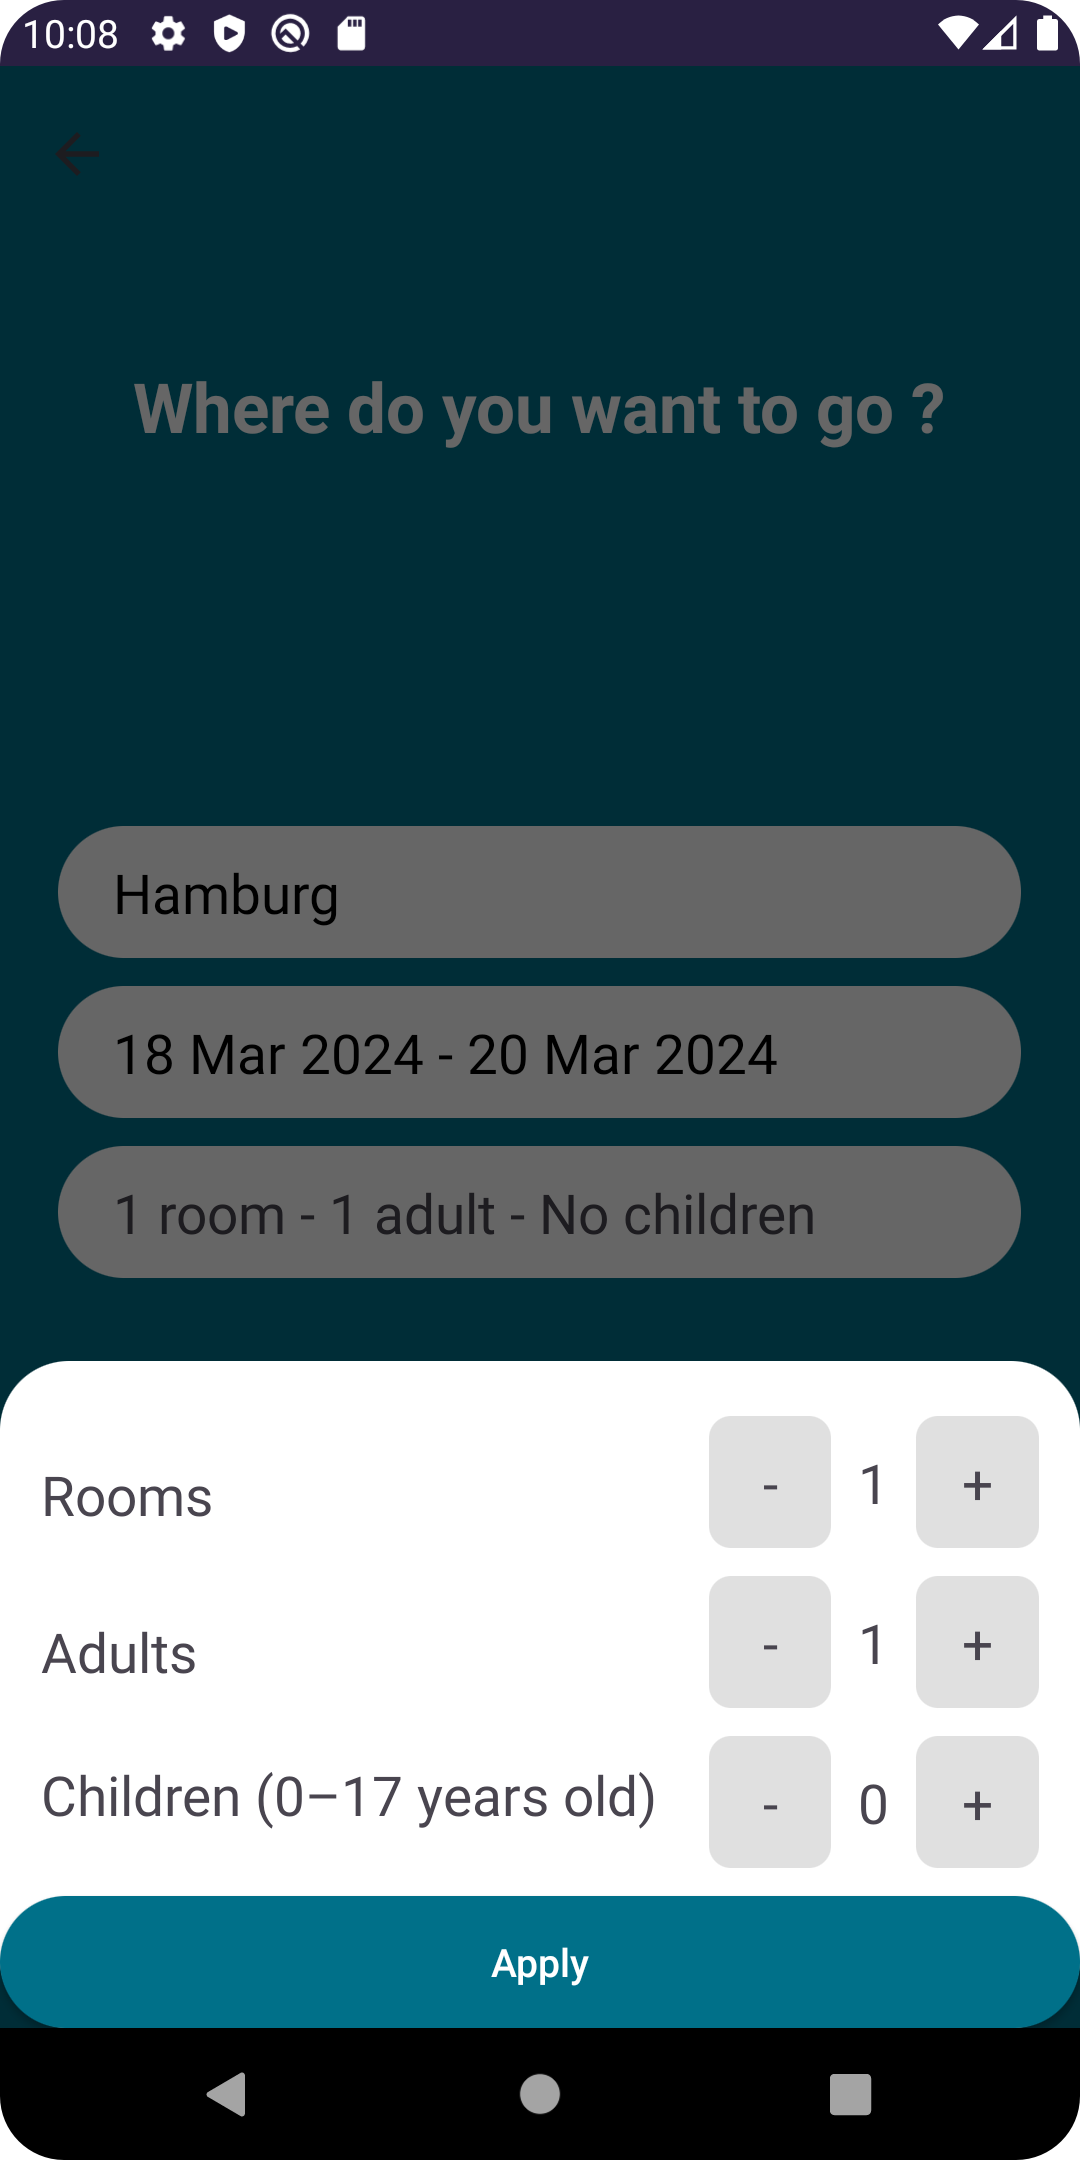 10:08
Where do you want to go ?
Hamburg
18 Mar 2024 - 20 Mar 2024
1 room - 1 adult - No children
Rooms - 1 +
Adults - 1 +
Children (0–17 years old) - 0 +
Apply